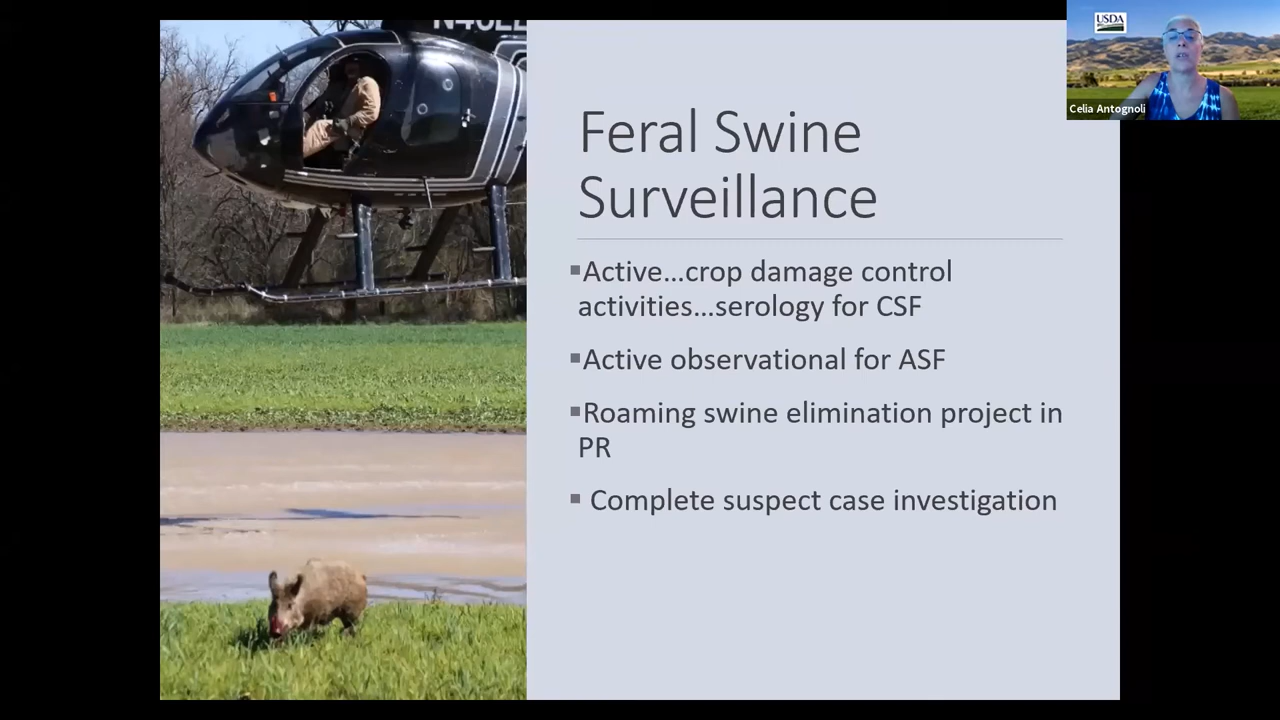 USDA
Celia Antognoli
Feral Swine
Surveillance
▪Active...crop damage control
activities...serology for CSF
▪Active observational for ASF
▪Roaming swine elimination project in
PR
▪ Complete suspect case investigation